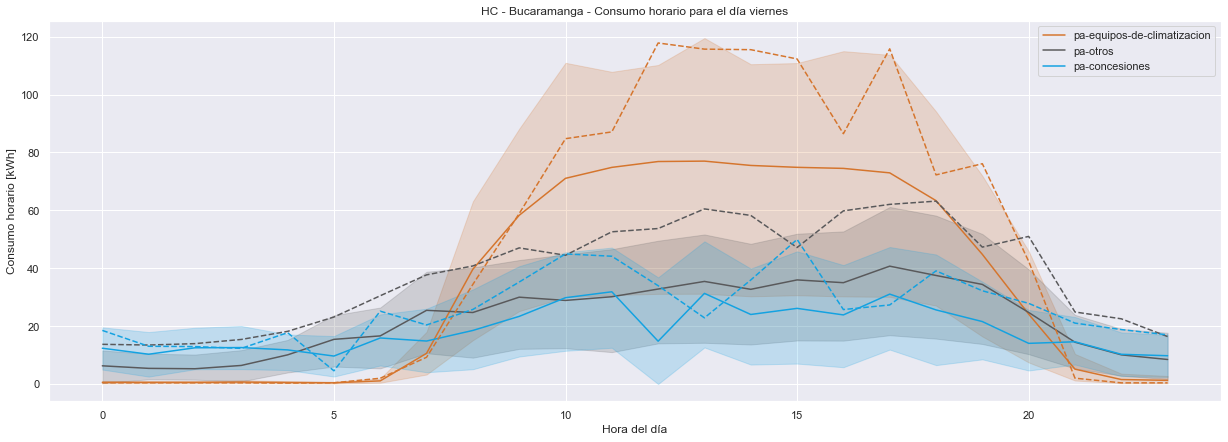 HC - Bucaramanga - Consumo horario para el día viernes
pa-equipos-de-climatizacion
pa-otros
pa-concesiones
Consumo horario [kWh]
120
100
80
60
40
20
0
0 5 10 15 20
Hora del día